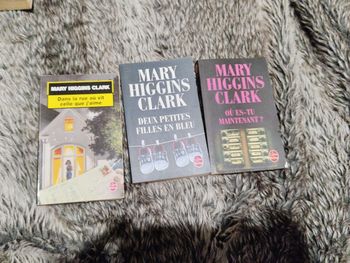 MARY HIGGINS CLARK
Dans la rue où vit
celle que j'aime
MARY
HIGGINS
CLARK
DEUX PETITES
FILLES EN BLEU
MARY
HIGGINS
CLARK
OÙ ES-TU
MAINTENANT ?